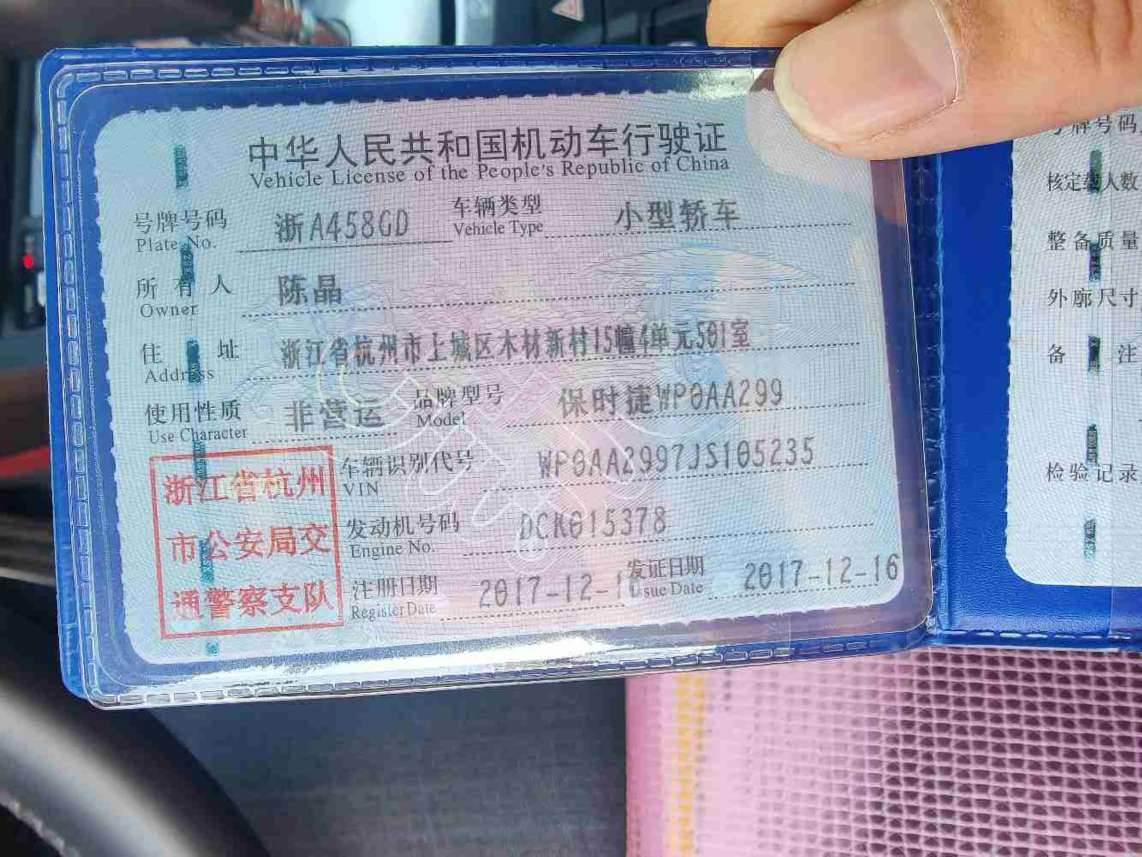 中华人民共和国机动车行驶证
Vehicle License of the People's Republic of China
号牌号码 浙A458GD 车辆类型 小型轿车
Plate No. Vehicle Type
所有人 陈晶
Owner
住址 浙江省杭州市上城区木材新村15幢4单元501室
Address
使用性质 非营运 品牌型号 保时捷WP0AA299
Use Character Model
浙江省杭州
市公安局交
通警察支队
车辆识别代号 WP0AA2997JS105235
VIN
发动机号码 DCK015378
Engine No.
注册日期 2017-12-1 发证日期 2017-12-16
Register Date Issue Date
号牌号码
核定载人数
整备质量
外廓尺寸
备注
检验记录